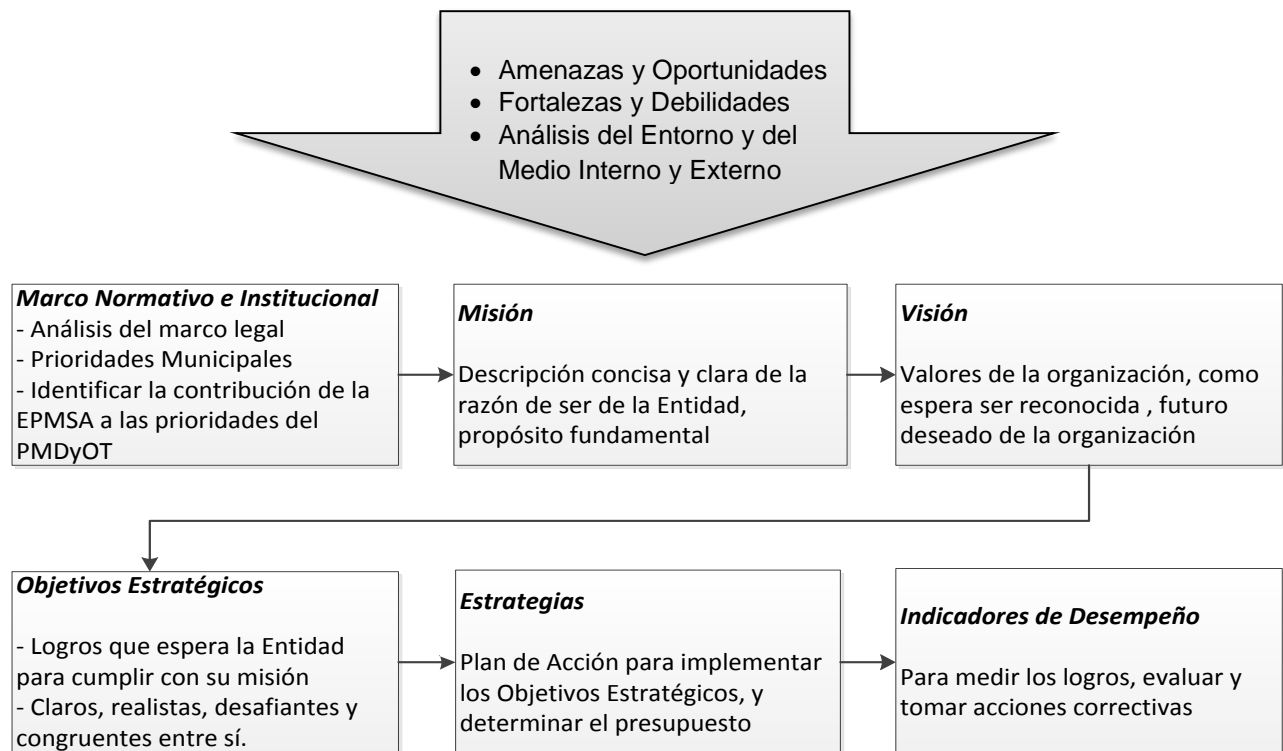 • Amenazas y Oportunidades
• Fortalezas y Debilidades
• Análisis del Entorno y del
Medio Interno y Externo
Marco Normativo e Institucional
- Análisis del marco legal
- Prioridades Municipales
- Identificar la contribución de la
EPMSA a las prioridades del
PMDyOT
Misión
Descripción concisa y clara de la
razón de ser de la Entidad,
propósito fundamental
Visión
Valores de la organización, como
espera ser reconocida , futuro
deseado de la organización
Objetivos Estratégicos
- Logros que espera la Entidad
para cumplir con su misión
- Claros, realistas, desafiantes y
congruentes entre sí.
Estrategias
Plan de Acción para implementar
los Objetivos Estratégicos, y
determinar el presupuesto
Indicadores de Desempeño
Para medir los logros, evaluar y
tomar acciones correctivas